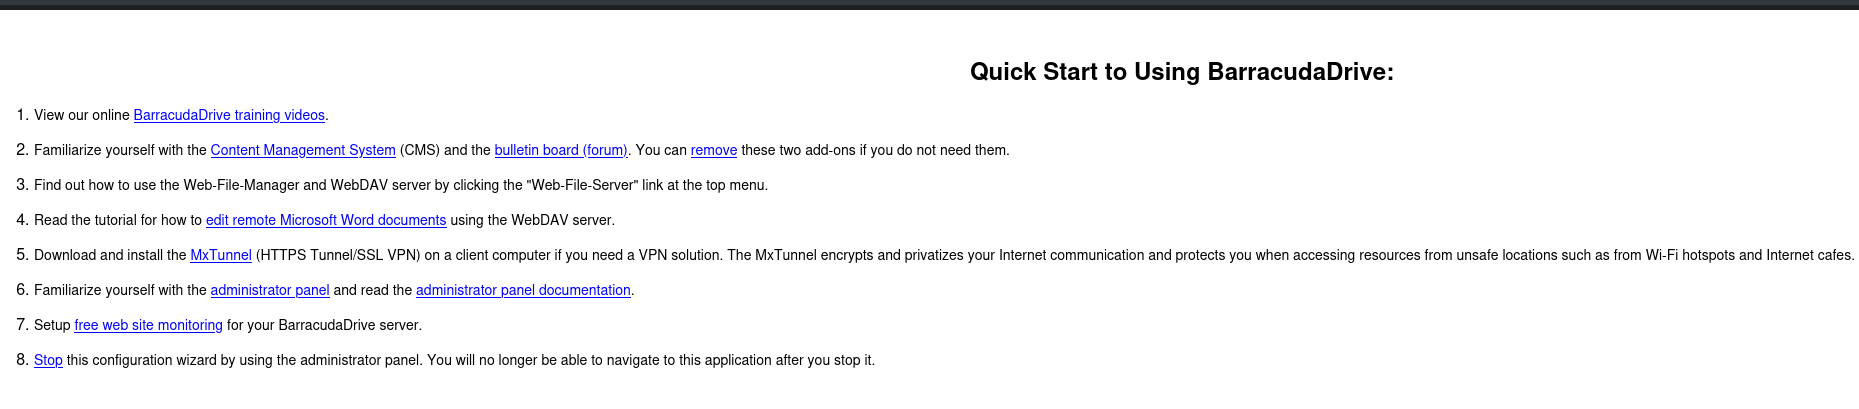 Quick Start to Using BarracudaDrive:
1. View our online BarracudaDrive training videos.
2. Familiarize yourself with the Content Management System (CMS) and the bulletin board (forum). You can remove these two add-ons if you do not need them.
3. Find out how to use the Web-File-Manager and WebDAV server by clicking the "Web-File-Server" link at the top menu.
4. Read the tutorial for how to edit remote Microsoft Word documents using the WebDAV server.
5. Download and install the MxTunnel (HTTPS Tunnel/SSL VPN) on a client computer if you need a VPN solution. The MxTunnel encrypts and privatizes your Internet communication and protects you when accessing resources from unsafe locations such as from Wi-Fi hotspots and Internet cafes.
6. Familiarize yourself with the administrator panel and read the administrator panel documentation.
7. Setup free web site monitoring for your BarracudaDrive server.
8. Stop this configuration wizard by using the administrator panel. You will no longer be able to navigate to this application after you stop it.